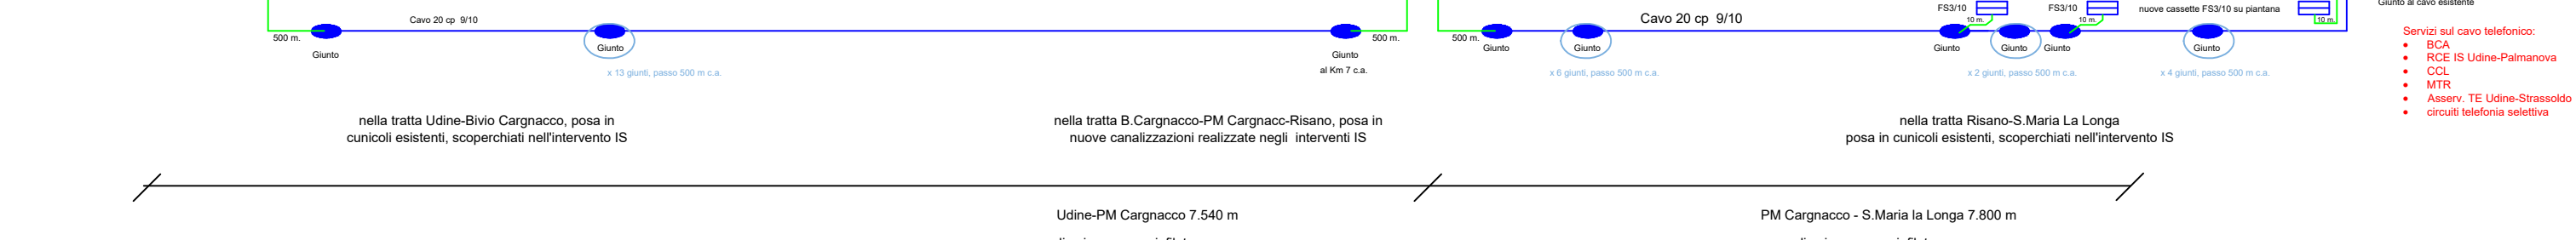 Cavo 20 cp 9/10
500 m.
Giunto
Giunto
x 13 giunti, passo 500 m c.a.
Giunto
al Km 7 c.a.
500 m.
500 m.
Giunto
Giunto
x 6 giunti, passo 500 m c.a.
Cavo 20 cp 9/10
FS3/10
10 m.
FS3/10
10 m.
nuove cassette FS3/10 su piantana
10 m.
Giunto
Giunto
Giunto
x 2 giunti, passo 500 m c.a.
Giunto
x 4 giunti, passo 500 m c.a.
Giunto al cavo esistente
Servizi sul cavo telefonico:
• BCA
• RCE IS Udine-Palmanova
• CCL
• MTR
• Asserv. TE Udine-Strassoldo
• circuiti telefonia selettiva
nella tratta Udine-Bivio Cargnacco, posa in
cunicoli esistenti, scoperchiati nell'intervento IS
nella tratta B.Cargnacco-PM Cargnacc-Risano, posa in
nuove canalizzazioni realizzate negli interventi IS
nella tratta Risano-S.Maria La Longa
posa in cunicoli esistenti, scoperchiati nell'intervento IS
Udine-PM Cargnacco 7.540 m
PM Cargnacco - S.Maria la Longa 7.800 m